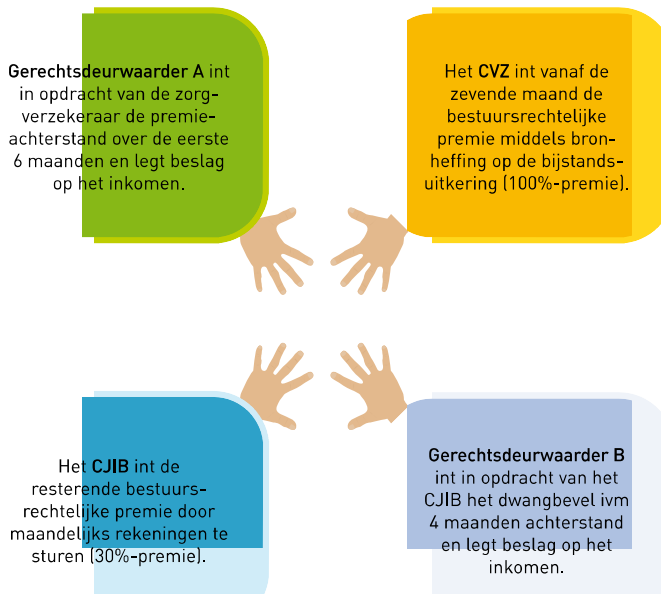 Gerechtsdeurwaarder A int
in opdracht van de zorg-
verzekeraar de premie-
achterstand over de eerste
6 maanden en legt beslag
op het inkomen.
Het CVZ int vanaf de
zevende maand de
bestuursrechtelijke
premie middels bron-
heffing op de bijstands-
uitkering (100%-premie).
Het CJIB int de
resterende bestuurs-
rechtelijke premie door
maandelijks rekeningen te
sturen (30%-premie).
Gerechtsdeurwaarder B
int in opdracht van het
CJIB het dwangbevel ivm
4 maanden achterstand
en legt beslag op het
inkomen.